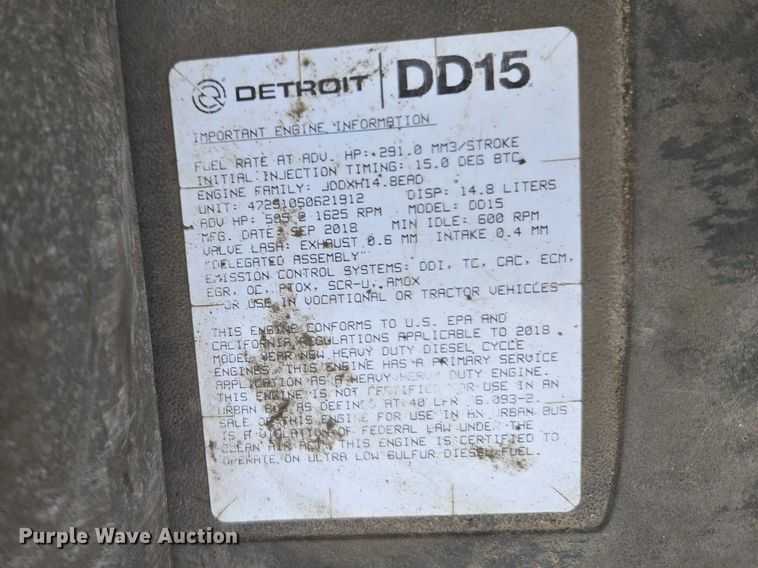 DETROIT DD15
IMPORTANT ENGINE INFORMATION
FUEL RATE AT ADV. HP: 291.0 MM3/STROKE
INITIAL INJECTION TIMING: 15.0 DEG BTC
ENGINE FAMILY: JDDXH14.8EAD
UNIT: 472910S0621912 DISP: 14.8 LITERS
ADV HP: 505 @ 1625 RPM MODEL: DD15
MFG. DATE: SEP 2018 MIN IDLE: 600 RPM
VALVE LASH: EXHAUST 0.6 MM INTAKE 0.4 MM
"DELEGATED ASSEMBLY"
EMISSION CONTROL SYSTEMS: DDI, TC, CAC, ECM,
EGR, OC, PTOX, SCR-U, AMOX
FOR USE IN VOCATIONAL OR TRACTOR VEHICLES
THIS ENGINE CONFORMS TO U.S. EPA AND
CALIFORNIA REGULATIONS APPLICABLE TO 2018
MODEL YEAR NEW HEAVY DUTY DIESEL CYCLE
ENGINES. THIS ENGINE HAS A PRIMARY SERVICE
APPLICATION AS A HEAVY HEAVY DUTY ENGINE.
THIS ENGINE IS NOT CERTIFIED FOR USE IN AN
URBAN BUS AS DEFINED AT 40 CFR 86.093-2.
SALE OF THIS ENGINE FOR USE IN AN URBAN BUS
IS A VIOLATION OF FEDERAL LAW UNDER THE
CLEAN AIR ACT. THIS ENGINE IS CERTIFIED TO
OPERATE ON ULTRA LOW SULFUR DIESEL FUEL.
Purple Wave Auction